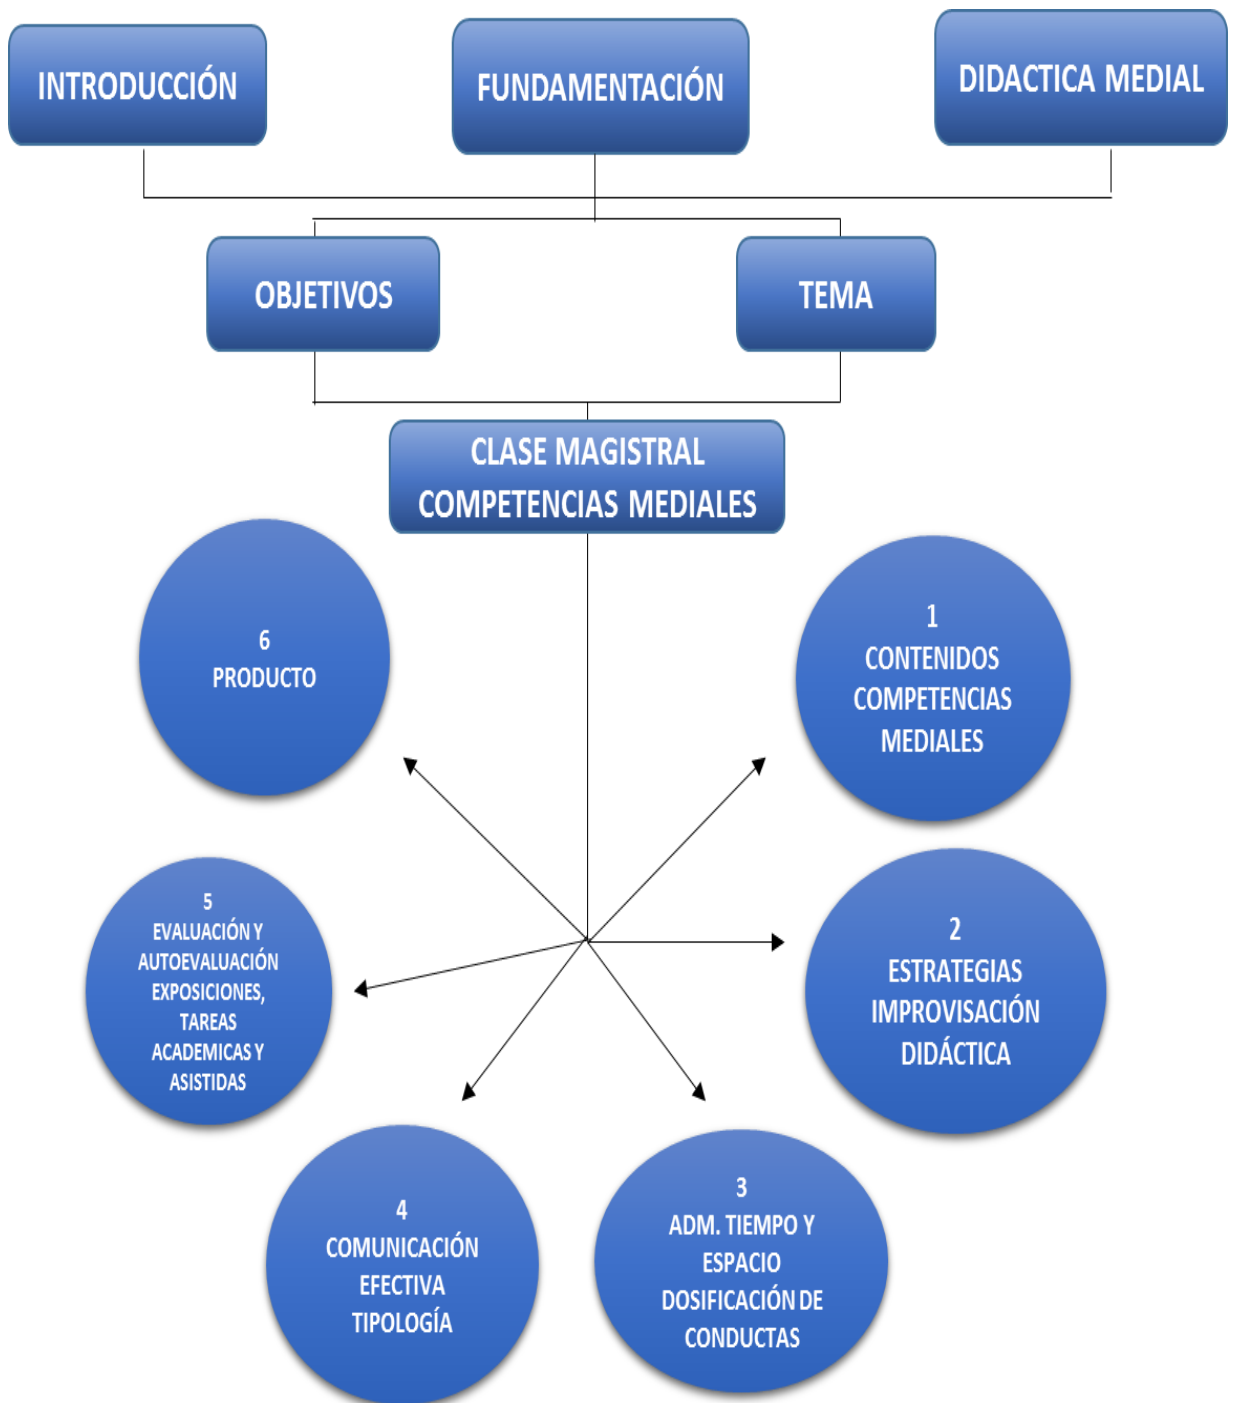 INTRODUCCIÓN
FUNDAMENTACIÓN
DIDACTICA MEDIAL
OBJETIVOS
TEMA
CLASE MAGISTRAL
COMPETENCIAS MEDIALES
1
CONTENIDOS
COMPETENCIAS
MEDIALES
2
ESTRATEGIAS
IMPROVISACIÓN
DIDÁCTICA
3
ADM. TIEMPO Y
ESPACIO
DOSIFICACIÓN DE
CONDUCTAS
4
COMUNICACIÓN
EFECTIVA
TIPOLOGÍA
5
EVALUACIÓN Y
AUTOEVALUACIÓN
EXPOSICIONES,
TAREAS
ACADEMICAS Y
ASISTIDAS
6
PRODUCTO